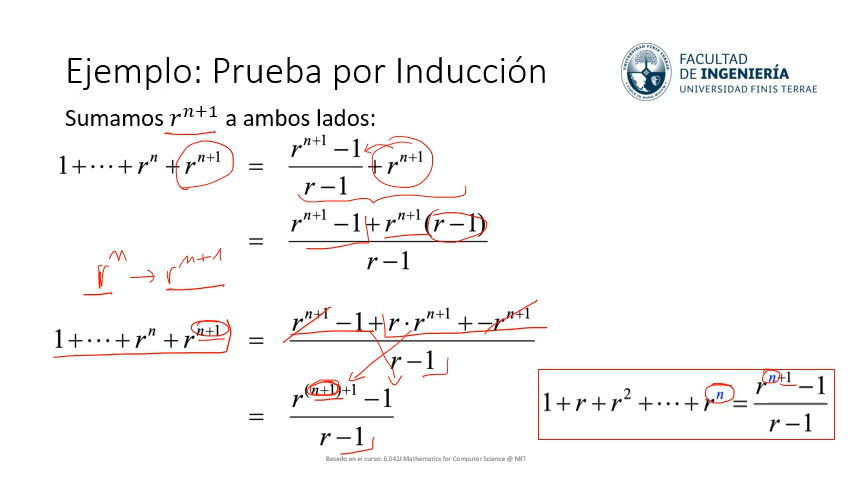 Ejemplo: Prueba por Inducción
FACULTAD
DE INGENIERÍA
UNIVERSIDAD FINIS TERRAE
Sumamos r^{n+1} a ambos lados:
1+⋯+r^n+r^{n+1} = (r^{n+1}−1)/(r−1)+r^{n+1}
= (r^{n+1}−1+r^{n+1}(r−1))/(r−1)
r^n → r^{n+1}
1+⋯+r^n+r^{n+1} = (r^{n+1}−1+r·r^{n+1}+−r^{n+1})/(r−1)
= (r^{(n+1)+1}−1)/(r−1)
1+r+r^2+⋯+r^n = (r^{n+1}−1)/(r−1)
Basado en el curso: 6.042J Mathematics for Computer Science @ MIT